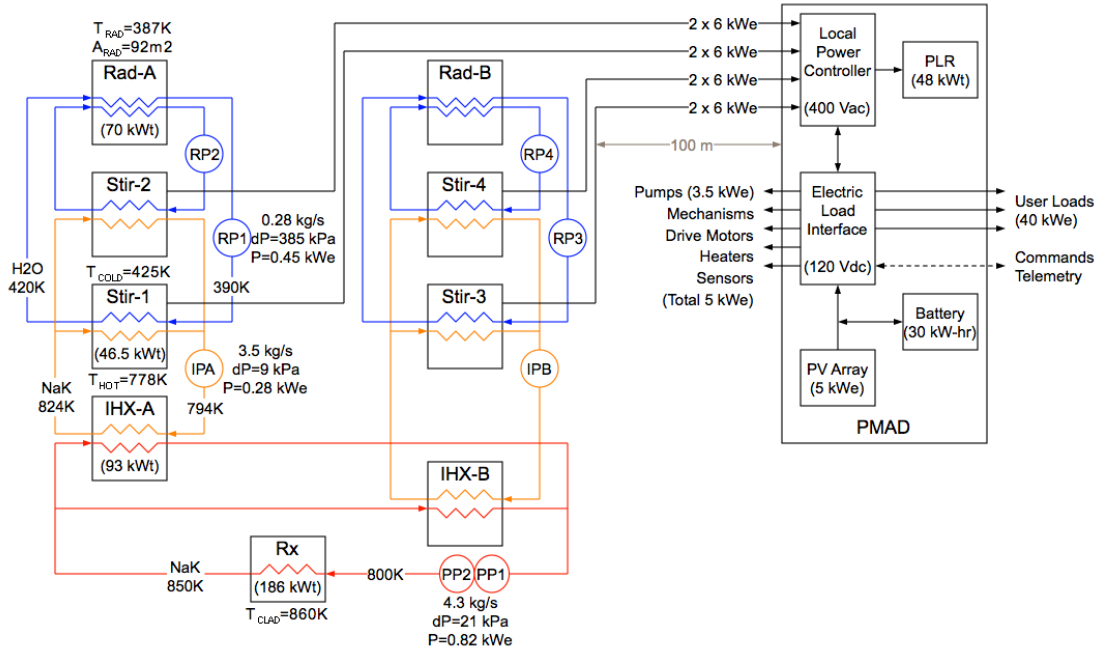 T_RAD=387K
A_RAD=92m2
Rad-A
(70 kWt)
RP2
Stir-2
0.28 kg/s
dP=385 kPa
P=0.45 kWe
RP1
H2O
420K
T_COLD=425K
390K
Stir-1
(46.5 kWt)
T_HOT=778K
3.5 kg/s
dP=9 kPa
P=0.28 kWe
IPA
NaK
824K
794K
IHX-A
(93 kWt)
Rad-B
RP4
Stir-4
RP3
Stir-3
IPB
IHX-B
Rx
(186 kWt)
T_CLAD=860K
NaK
850K
800K
PP2
PP1
4.3 kg/s
dP=21 kPa
P=0.82 kWe
2 x 6 kWe
2 x 6 kWe
2 x 6 kWe
2 x 6 kWe
100 m
Local
Power
Controller
(400 Vac)
PLR
(48 kWt)
Pumps (3.5 kWe)
Mechanisms
Drive Motors
Heaters
Sensors
(Total 5 kWe)
Electric
Load
Interface
(120 Vdc)
User Loads
(40 kWe)
Commands
Telemetry
Battery
(30 kW-hr)
PV Array
(5 kWe)
PMAD